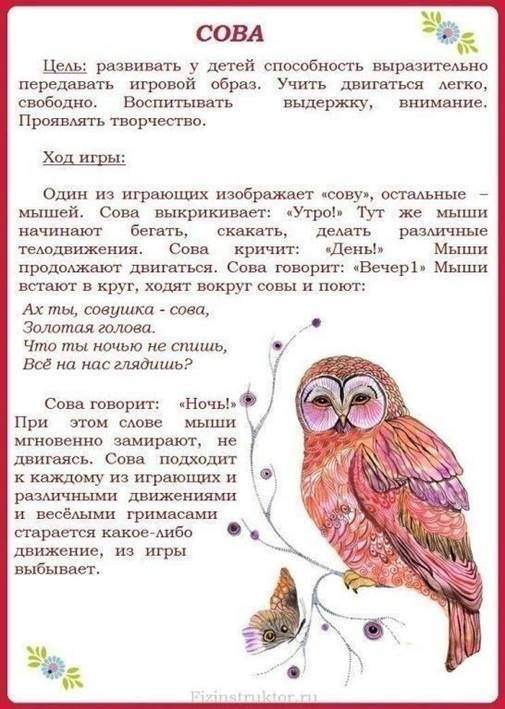 СОВА
Цель: развивать у детей способность выразительно
передавать игровой образ. Учить двигаться легко,
свободно. Воспитывать выдержку, внимание.
Проявлять творчество.
Ход игры:
Один из играющих изображает «сову», остальные –
мышей. Сова выкрикивает: «Утро!» Тут же мыши
начинают бегать, скакать, делать различные
телодвижения. Сова кричит: «День!» Мыши
продолжают двигаться. Сова говорит: «Вечер1» Мыши
встают в круг, ходят вокруг совы и поют:
Ах ты, совушка - сова,
Золотая голова.
Что ты ночью не спишь,
Всё на нас глядишь?
Сова говорит: «Ночь!»
При этом слове мыши
мгновенно замирают, не
двигаясь. Сова подходит
к каждому из играющих и
различными движениями
и весёлыми гримасами
старается какое-либо
движение, из игры
выбывает.
Fizinstruktor.ru